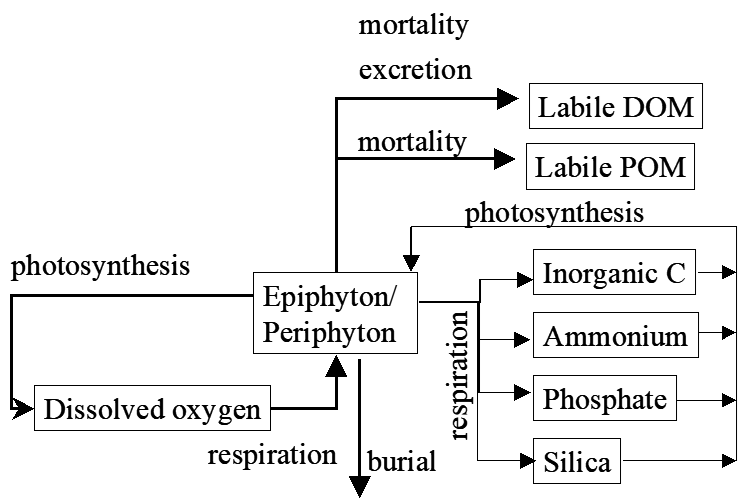 mortality
excretion
Labile DOM
mortality
Labile POM
photosynthesis
photosynthesis
Epiphyton/
Periphyton
Inorganic C
Ammonium
respiration
Phosphate
Dissolved oxygen
respiration
burial
Silica